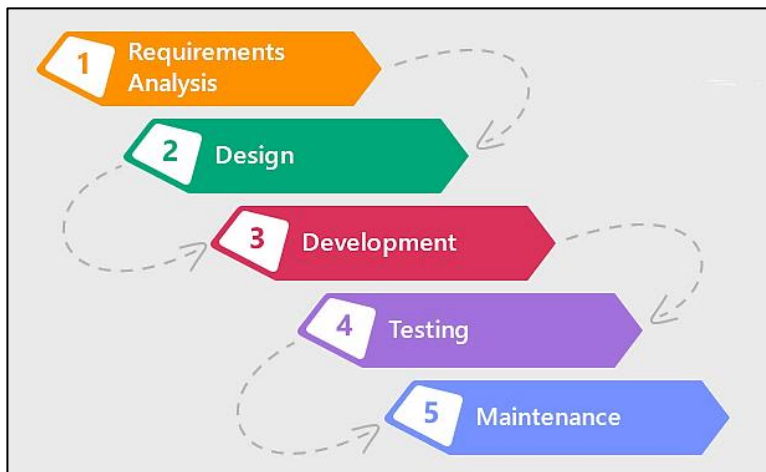 1
Requirements
Analysis
2
Design
3
Development
4
Testing
5
Maintenance